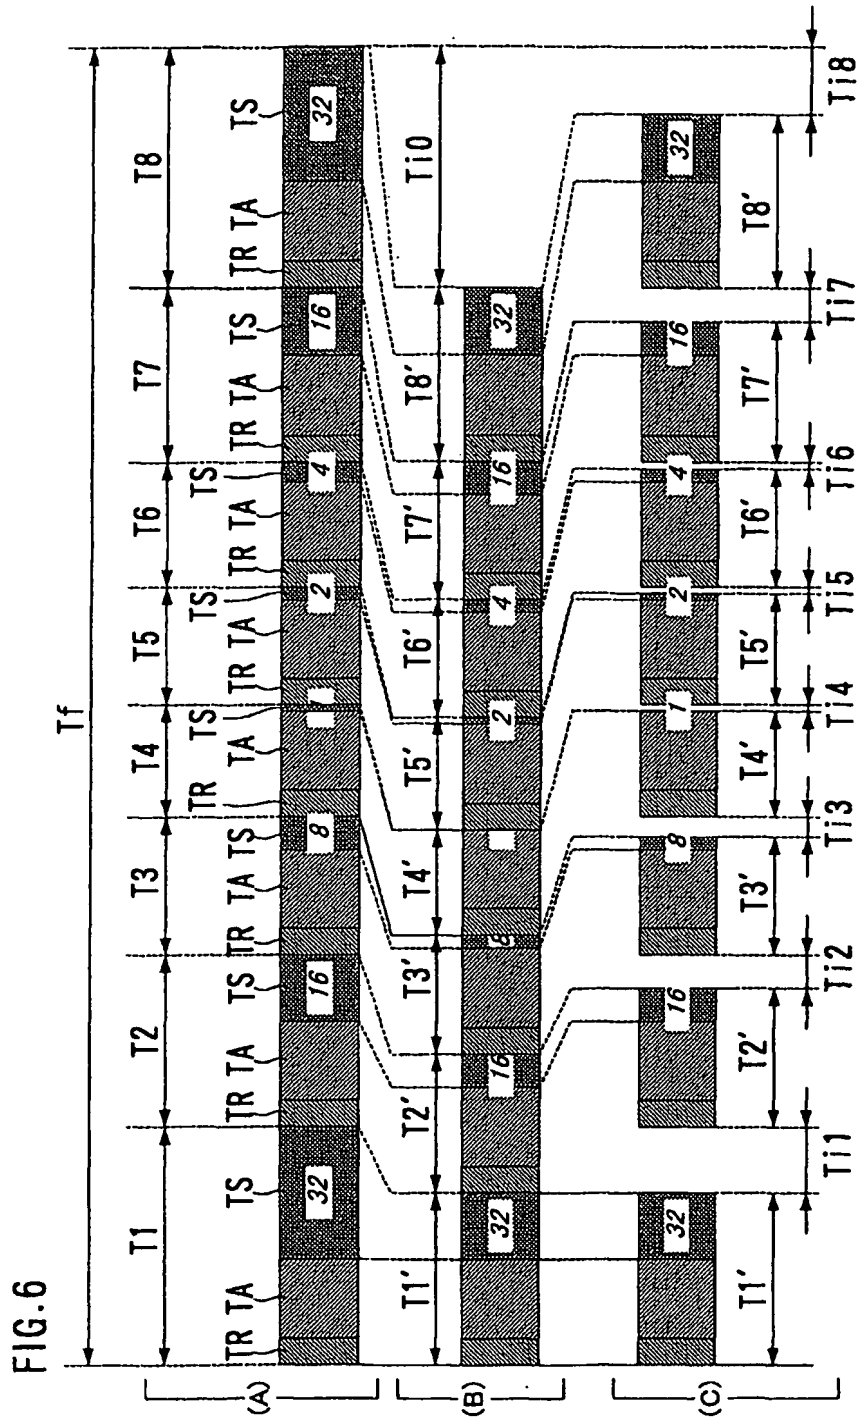 FIG.6
Tf
T1 T2 T3 T4 T5 T6 T7 T8
TR TA TS TR TA TS TR TA TS TR TA TS TR TA TS TR TA TS TR TA TS TR TA TS
(A)
32 16 8 1 2 4 16 32
T1' T2' T3' T4' T5' T6' T7' T8' Ti0
(B)
32 16 8 2 4 16 32
(C)
32 16 8 1 2 4 16 32
T1' T2' T3' T4' T5' T6' T7' T8'
Ti1 Ti2 Ti3 Ti4 Ti5 Ti6 Ti7 Ti8